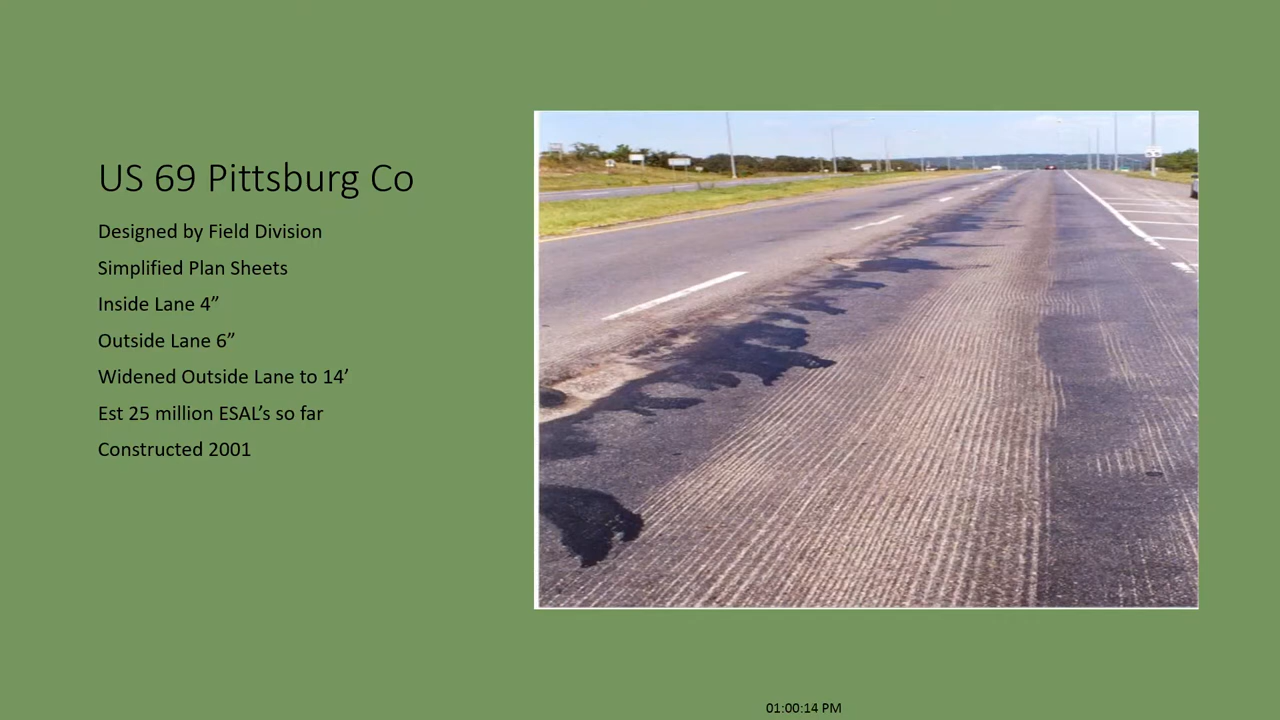 US 69 Pittsburg Co
Designed by Field Division
Simplified Plan Sheets
Inside Lane 4”
Outside Lane 6”
Widened Outside Lane to 14’
Est 25 million ESAL’s so far
Constructed 2001
01:00:14 PM